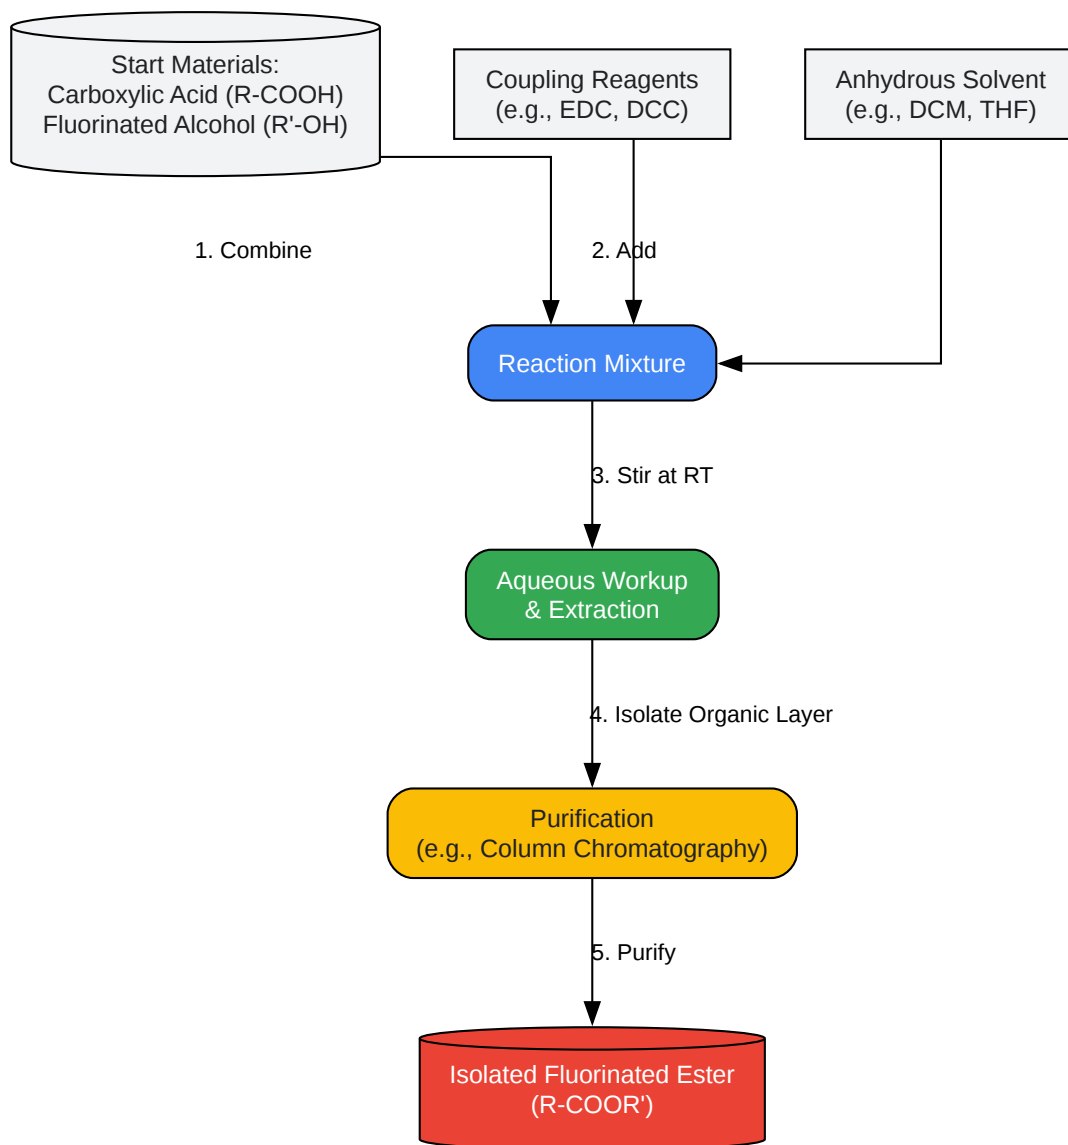 Start Materials:
Carboxylic Acid (R-COOH)
Fluorinated Alcohol (R'-OH)
Coupling Reagents
(e.g., EDC, DCC)
Anhydrous Solvent
(e.g., DCM, THF)
1. Combine
2. Add
Reaction Mixture
3. Stir at RT
Aqueous Workup
& Extraction
4. Isolate Organic Layer
Purification
(e.g., Column Chromatography)
5. Purify
Isolated Fluorinated Ester
(R-COOR')